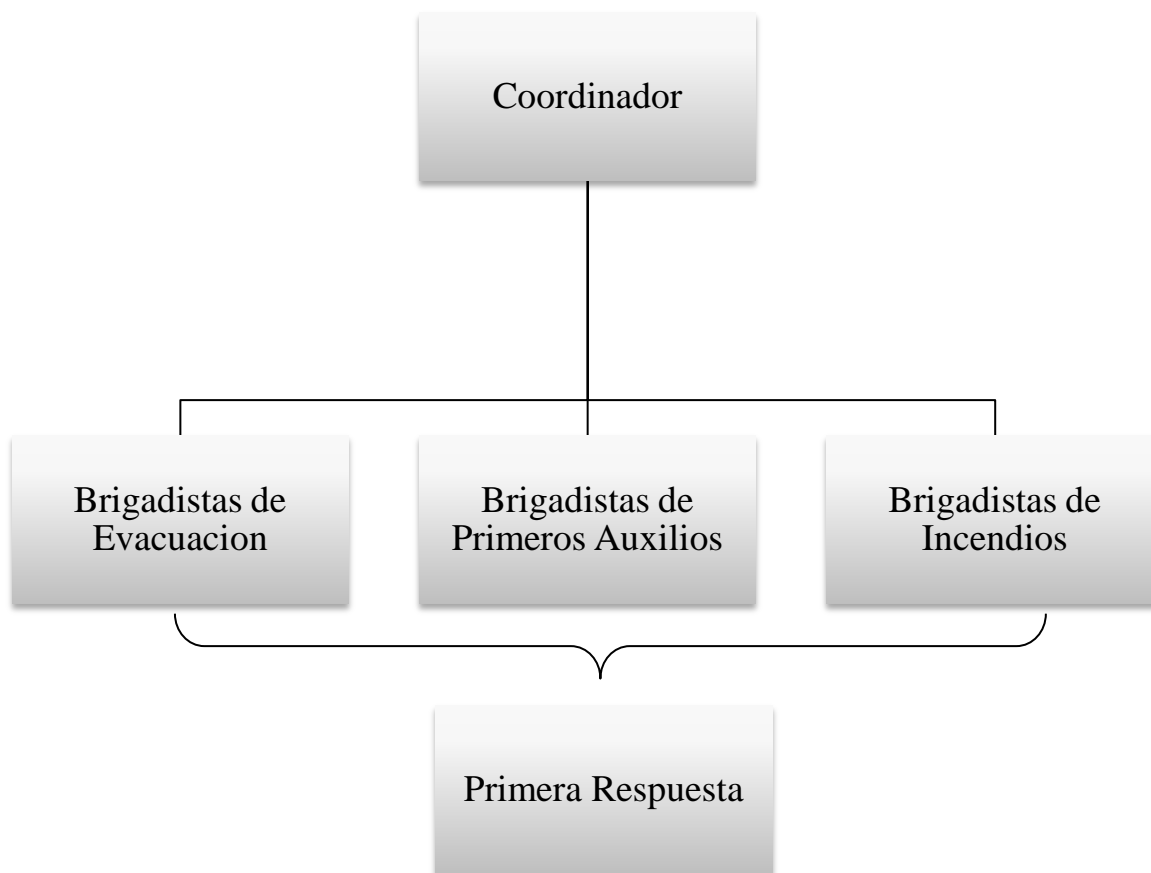 Coordinador
Brigadistas de
Evacuacion
Brigadistas de
Primeros Auxilios
Brigadistas de
Incendios
Primera Respuesta